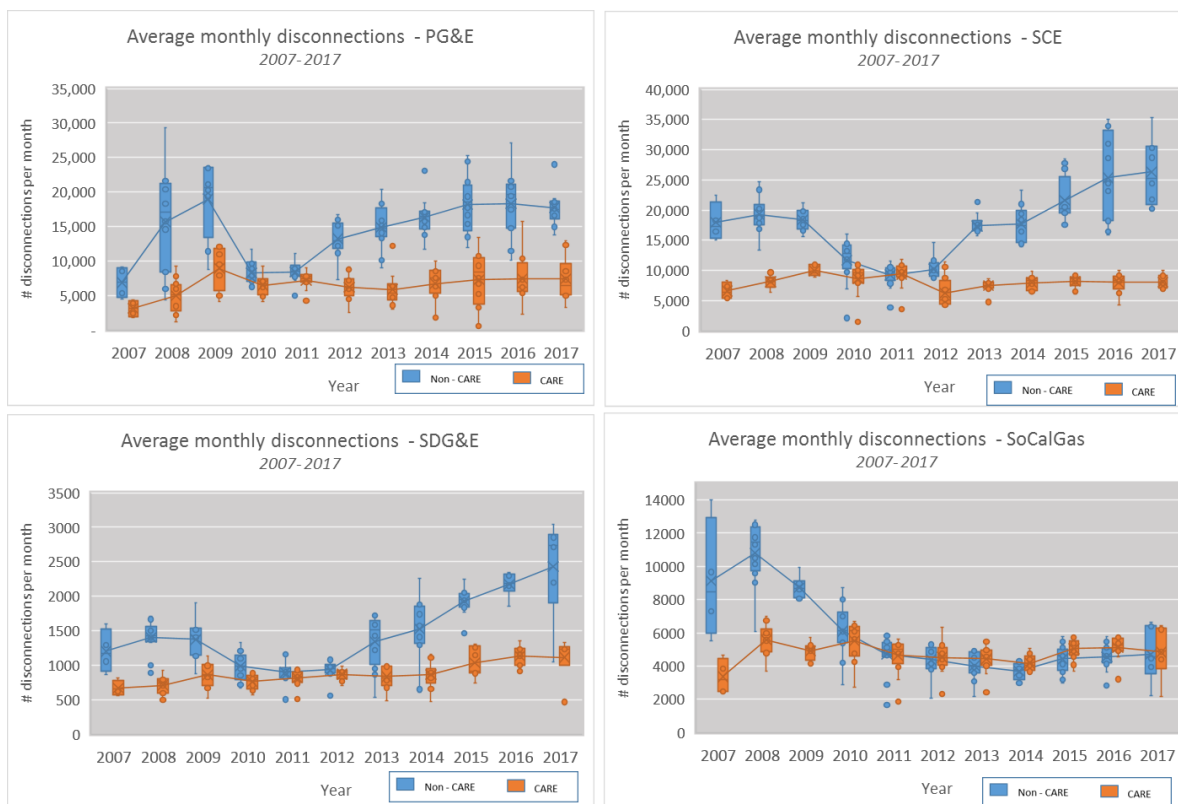 Average monthly disconnections - PG&E
2007-2017
35,000
30,000
25,000
20,000
15,000
10,000
5,000
-
# disconnections per month
2007 2008 2009 2010 2011 2012 2013 2014 2015 2016 2017
Year
Non - CARE CARE
Average monthly disconnections - SCE
2007-2017
40,000
35,000
30,000
25,000
20,000
15,000
10,000
5,000
0
# disconnections per month
2007 2008 2009 2010 2011 2012 2013 2014 2015 2016 2017
Year
Non - CARE CARE
Average monthly disconnections - SDG&E
2007-2017
3500
3000
2500
2000
1500
1000
500
0
# disconnections per month
2007 2008 2009 2010 2011 2012 2013 2014 2015 2016 2017
Year
Non - CARE CARE
Average monthly disconnections - SoCalGas
2007-2017
14000
12000
10000
8000
6000
4000
2000
0
# disconnections per month
2007 2008 2009 2010 2011 2012 2013 2014 2015 2016 2017
Year
Non - CARE CARE